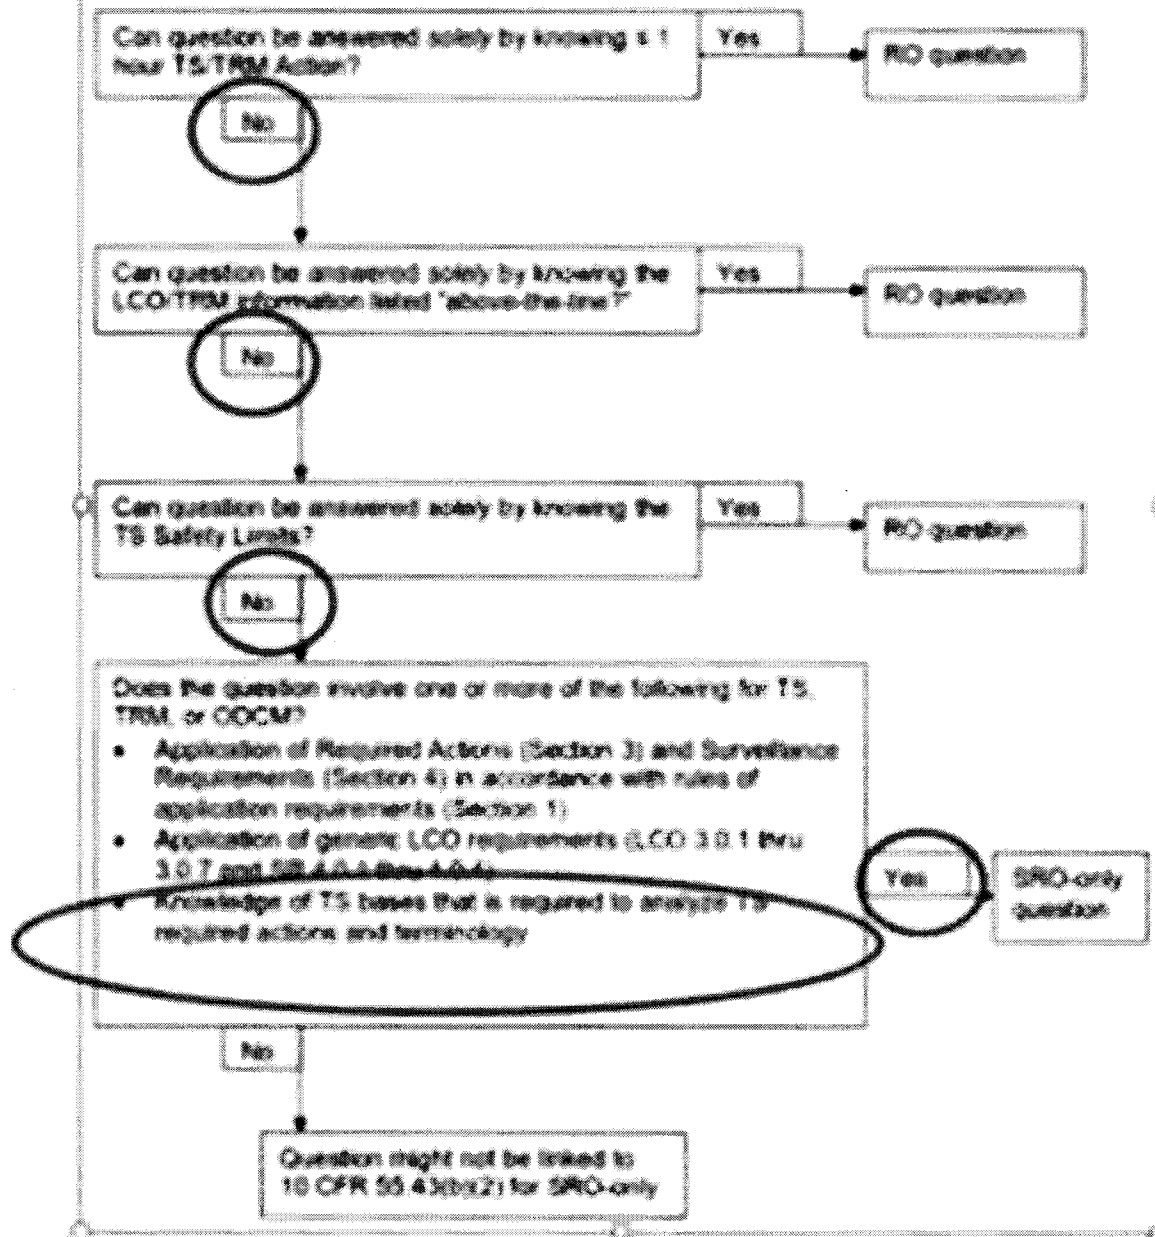 Can question be answered solely by knowing ≤ 1
hour TS/TRM Action?
Yes
RO question
No
Can question be answered solely by knowing the
LCO/TRM information listed "above-the-line?"
Yes
RO question
No
Can question be answered solely by knowing the
TS Safety Limits?
Yes
RO question
No
Does the question involve one or more of the following for TS,
TRM, or ODCM?
• Application of Required Actions (Section 3) and Surveillance
Requirements (Section 4) in accordance with rules of
application requirements (Section 1)
• Application of generic LCO requirements (LCO 3.0.1 thru
3.0.7 and SR 4.0.1 thru 4.0.4)
• Knowledge of TS bases that is required to analyze TS
required actions and terminology
Yes
SRO-only
question
No
Question might not be linked to
10 CFR 55.43(b)(2) for SRO-only